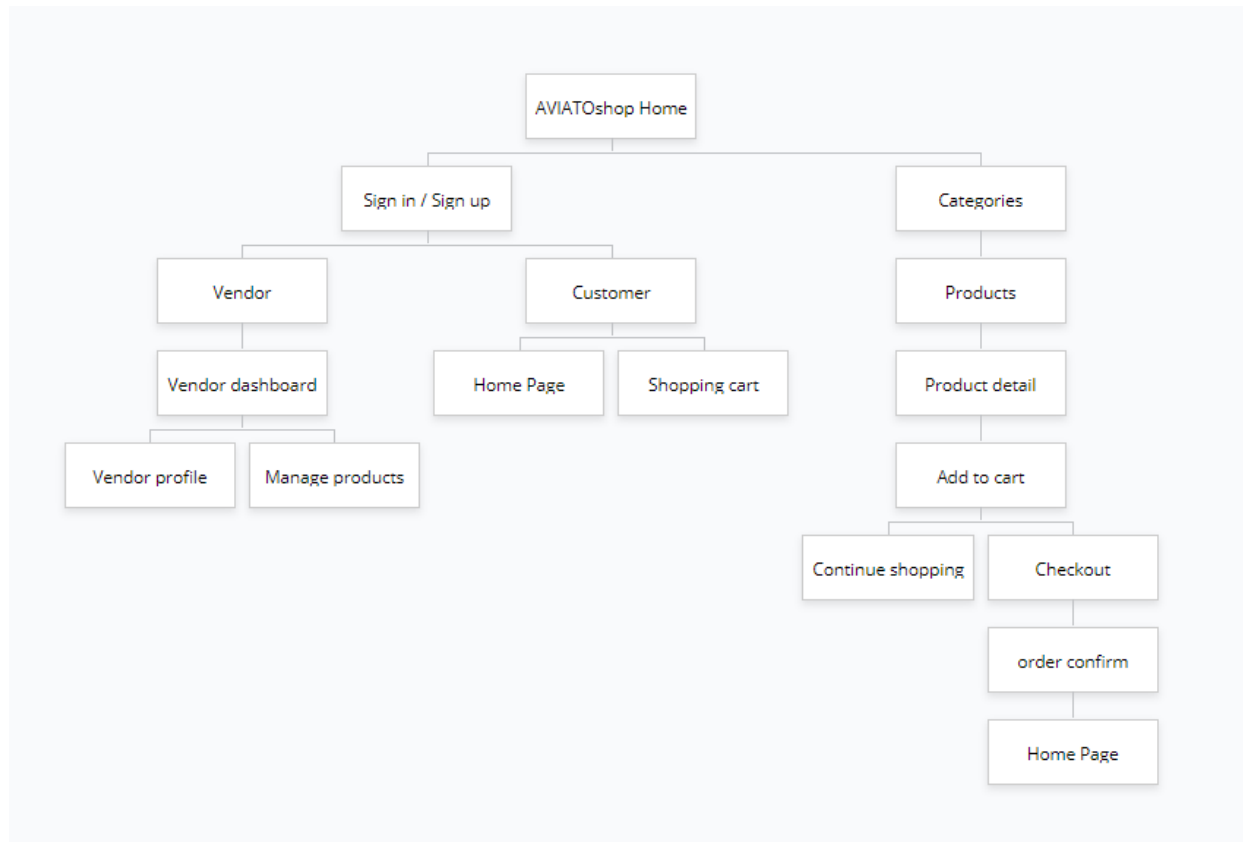 AVIATOshop Home
Sign in / Sign up
Categories
Vendor
Customer
Products
Vendor dashboard
Home Page
Shopping cart
Product detail
Vendor profile
Manage products
Add to cart
Continue shopping
Checkout
order confirm
Home Page